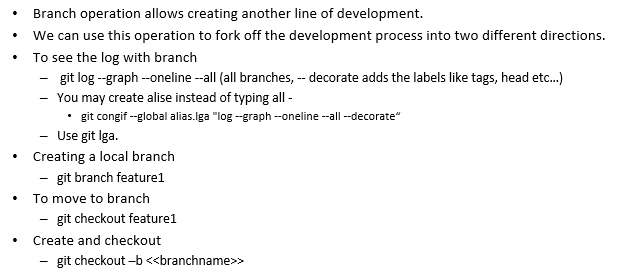 • Branch operation allows creating another line of development.
• We can use this operation to fork off the development process into two different directions.
• To see the log with branch
– git log --graph --oneline --all (all branches, -- decorate adds the labels like tags, head etc…)
– You may create alise instead of typing all -
• git congif --global alias.lga "log --graph --oneline --all --decorate“
– Use git lga.
• Creating a local branch
– git branch feature1
• To move to branch
– git checkout feature1
• Create and checkout
– git checkout –b <<branchname>>